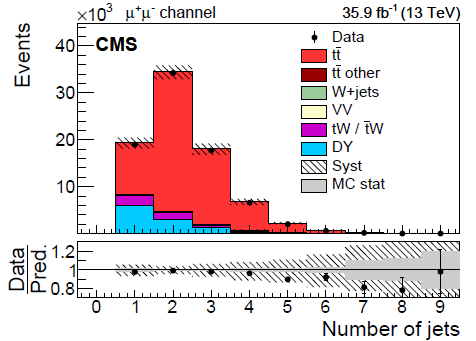 ×10³ μ⁺μ⁻ channel 35.9 fb⁻¹ (13 TeV)
Events
40
30
20
10
CMS
Data
tt̄
tt̄ other
W+jets
VV
tW / t̄W
DY
Syst
MC stat
Data
Pred.
1.2
1
0.8
0 1 2 3 4 5 6 7 8 9
Number of jets